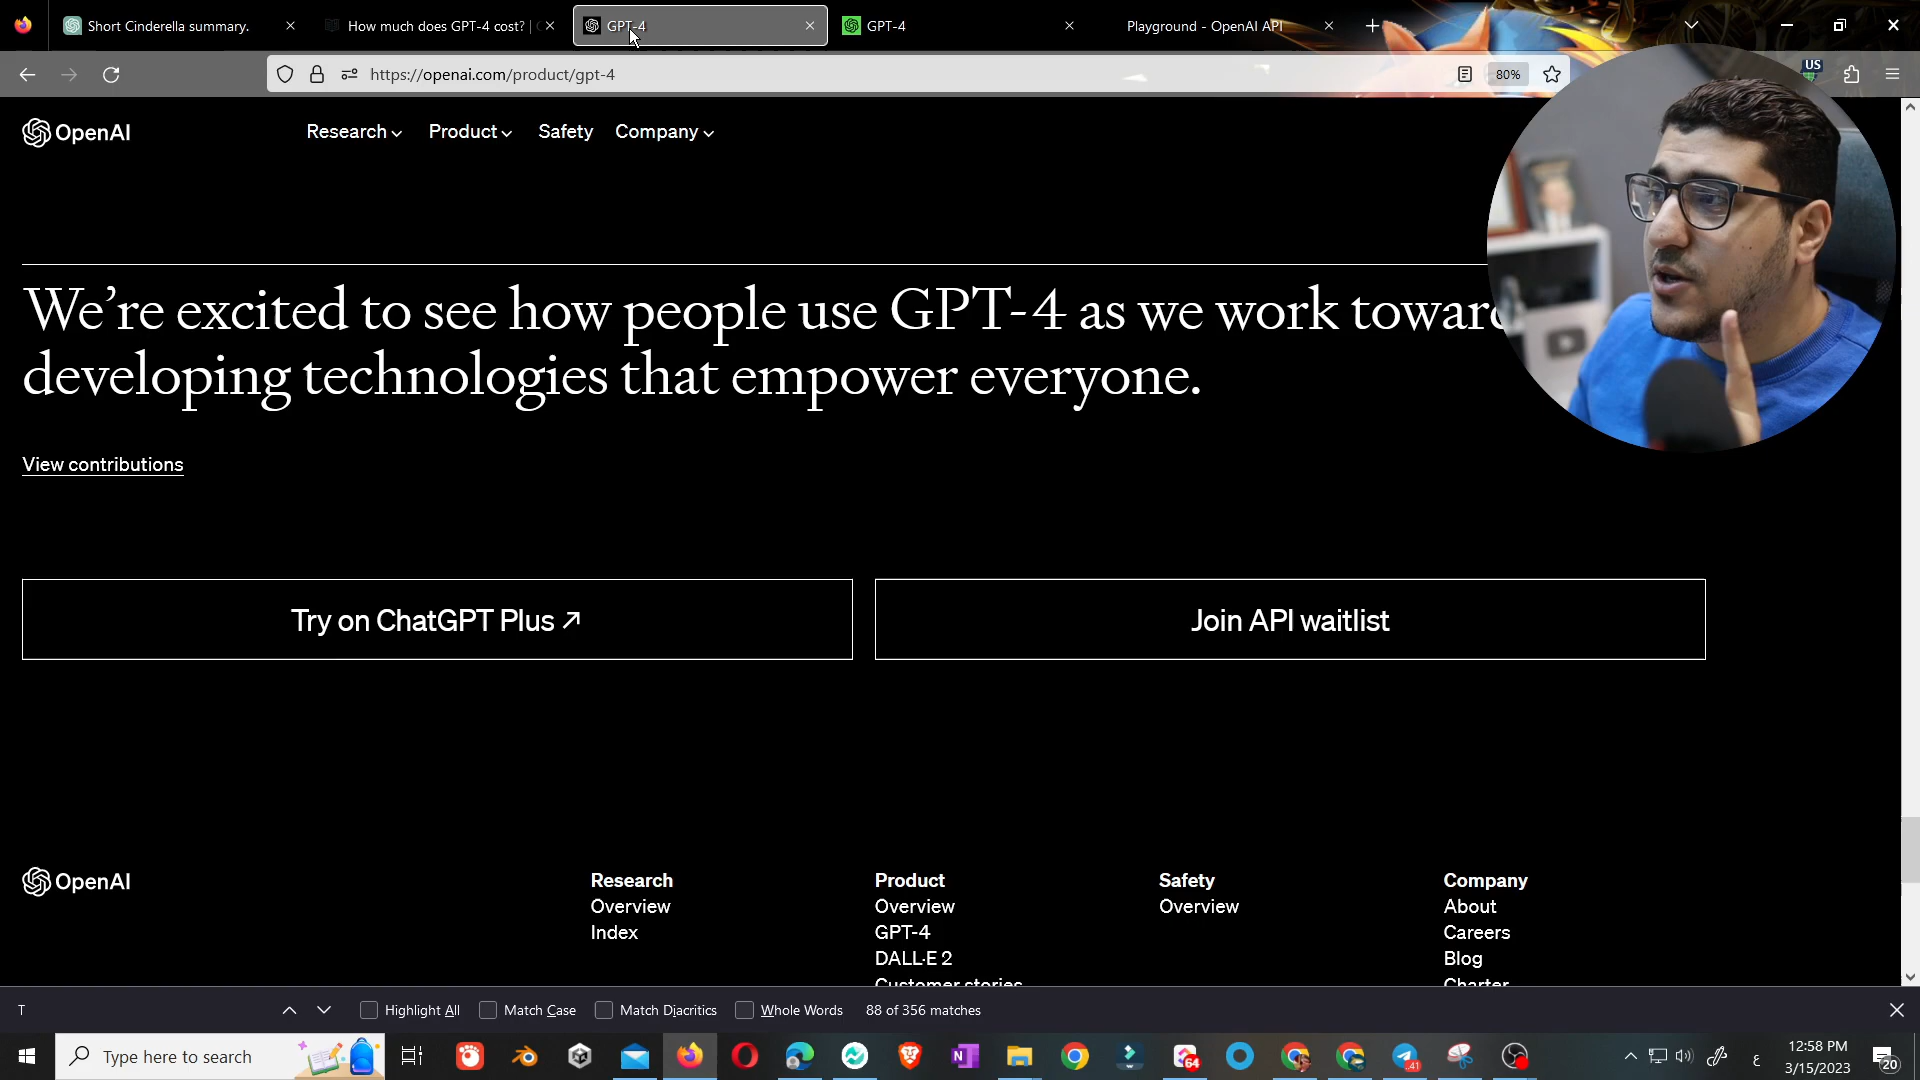 Short Cinderella summary.
How much does GPT-4 cost? |
GPT-4
GPT-4
Playground - OpenAI API
https://openai.com/product/gpt-4
80%
US
OpenAI
Research
Product
Safety
Company
We're excited to see how people use GPT-4 as we work toward
developing technologies that empower everyone.
View contributions
Try on ChatGPT Plus ↗
Join API waitlist
OpenAI
Research
Overview
Index
Product
Overview
GPT-4
DALL·E 2
Customer stories
Safety
Overview
Company
About
Careers
Blog
Charter
T
Highlight All
Match Case
Match Diacritics
Whole Words
88 of 356 matches
Type here to search
64
41
ع
12:58 PM
3/15/2023
20